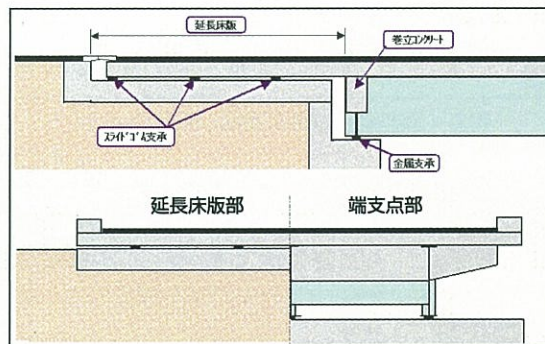 延長床版
巻立コンクリート
スライドゴム支承
金属支承
延長床版部 端支点部